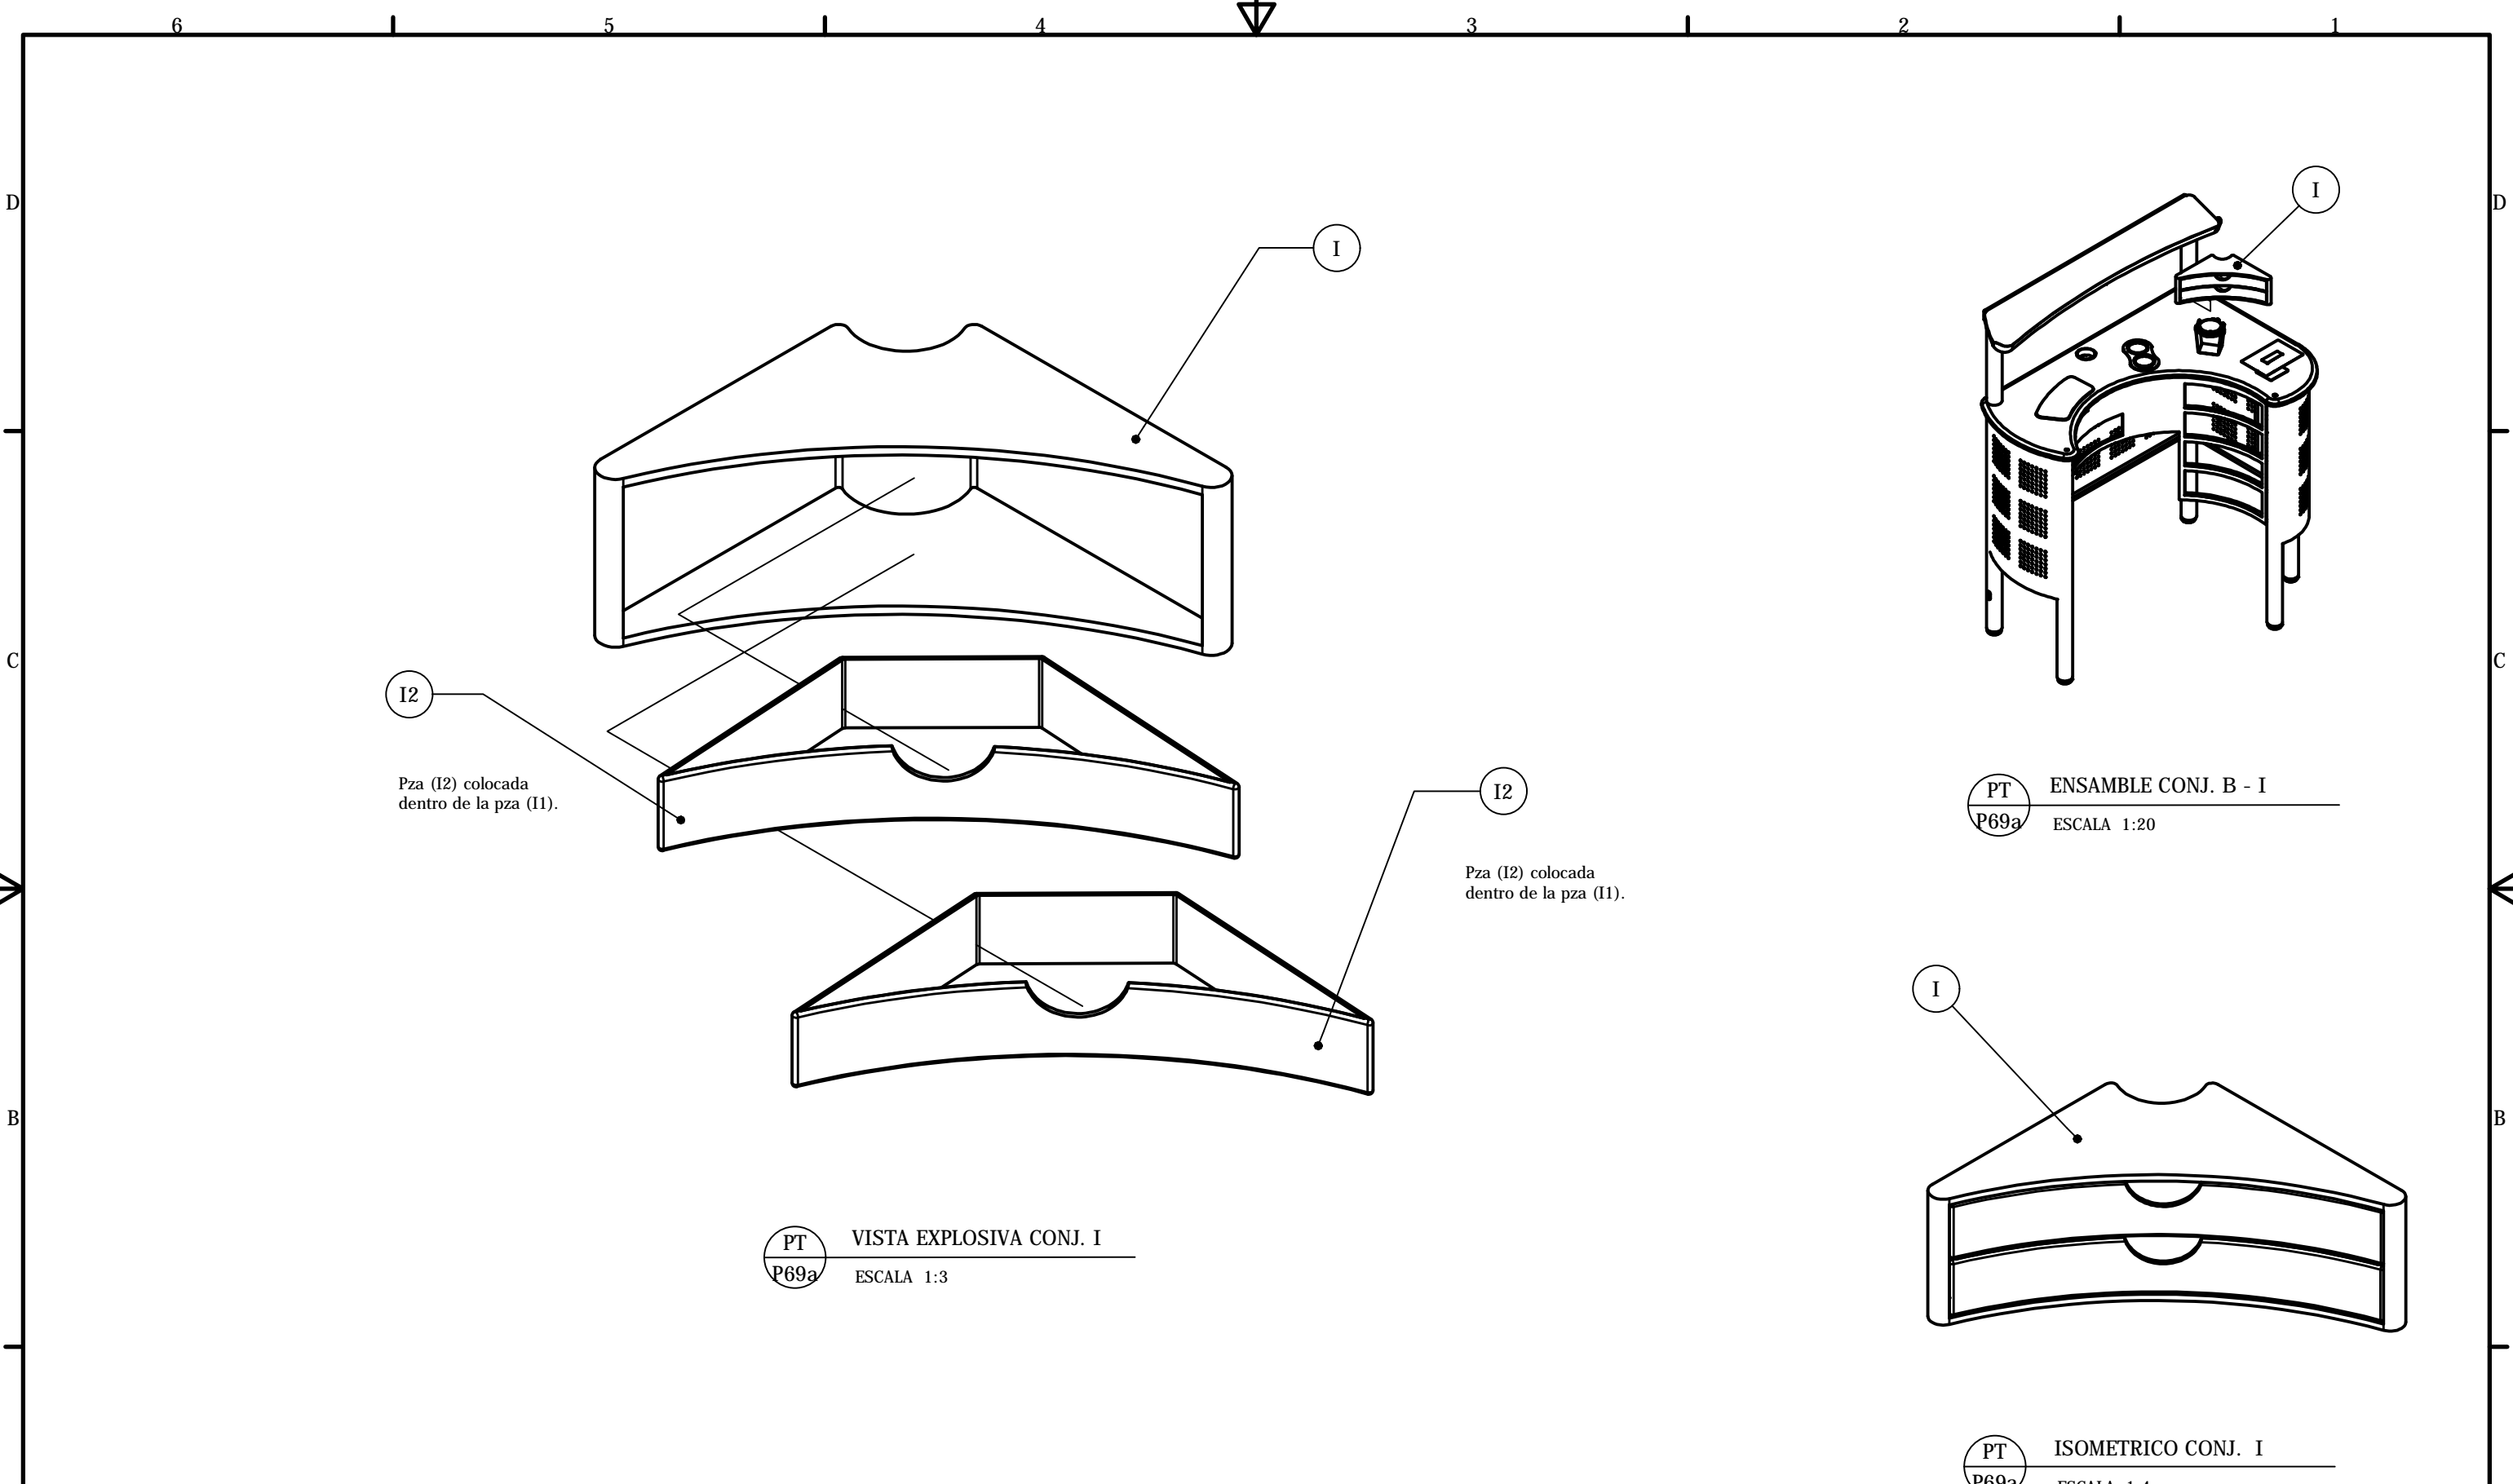 6 5 4 3 2 1
D D
I
I
C C
I2
Pza (I2) colocada
dentro de la pza (I1).
I2
Pza (I2) colocada
dentro de la pza (I1).
PT ENSAMBLE CONJ. B - I
P69a ESCALA 1:20
I
B B
PT VISTA EXPLOSIVA CONJ. I
P69a ESCALA 1:3
PT ISOMETRICO CONJ. I
P69a